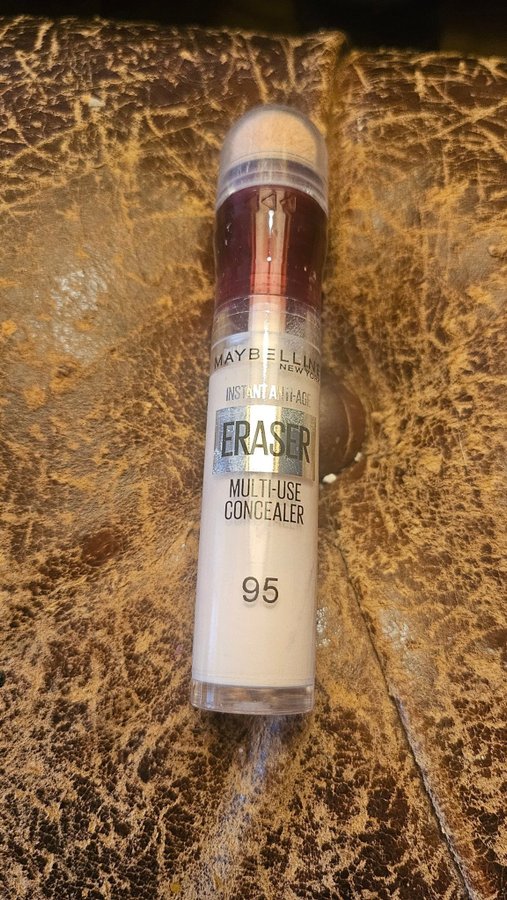 MAYBELLINE
NEW YORK
INSTANT ANTI-AGE
ERASER
MULTI-USE
CONCEALER
95